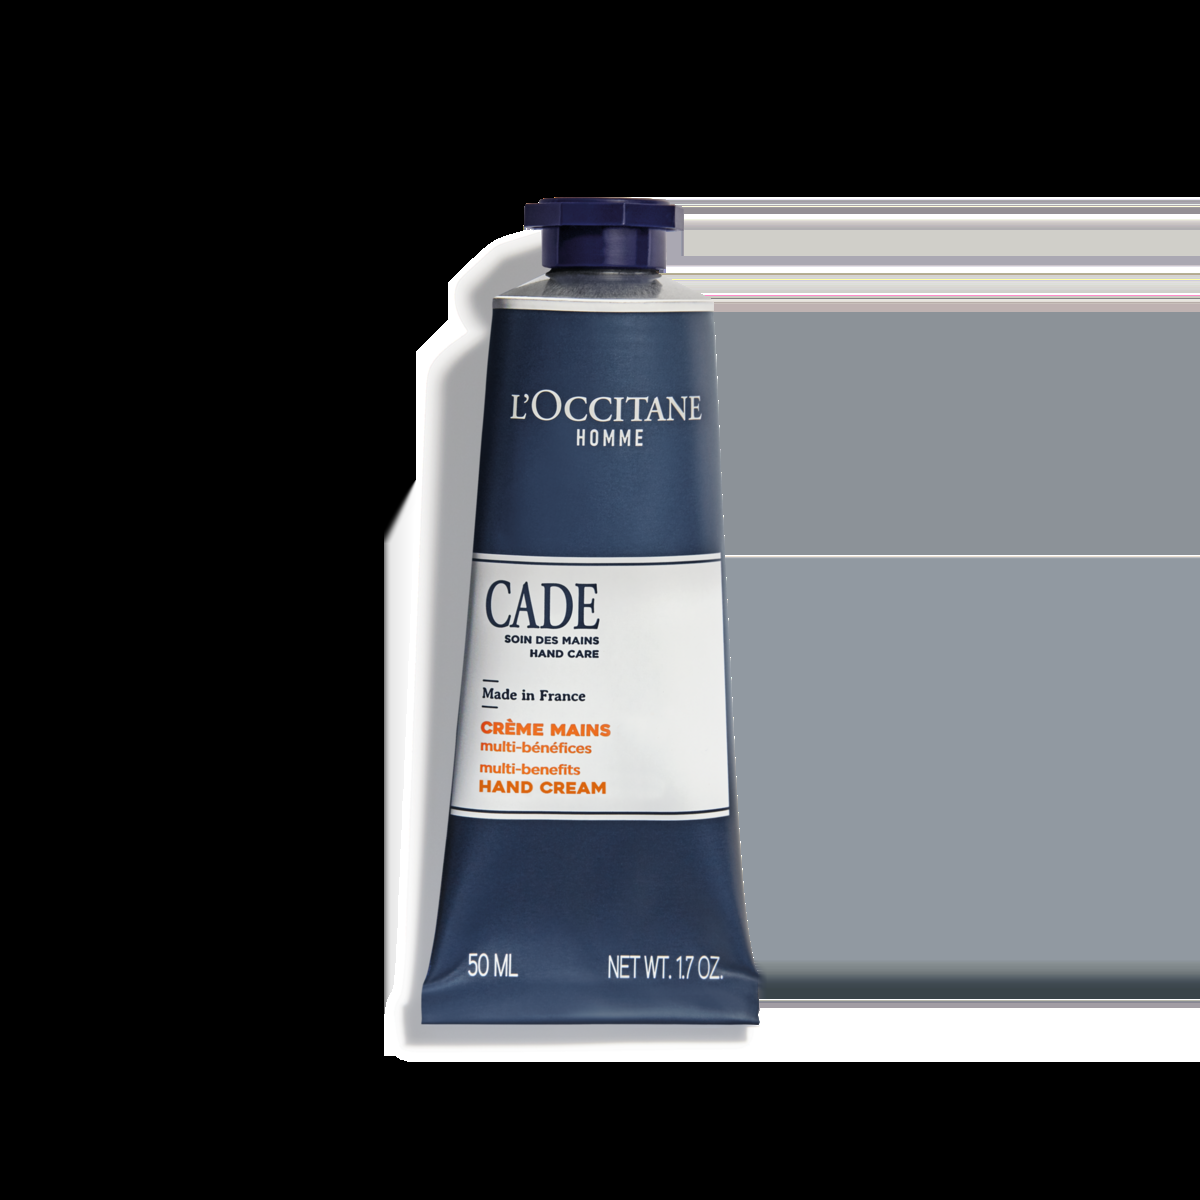 L'OCCITANE
HOMME
CADE
SOIN DES MAINS
HAND CARE
Made in France
CRÈME MAINS
multi-bénéfices
multi-benefits
HAND CREAM
50 ML NET WT. 1.7 OZ.